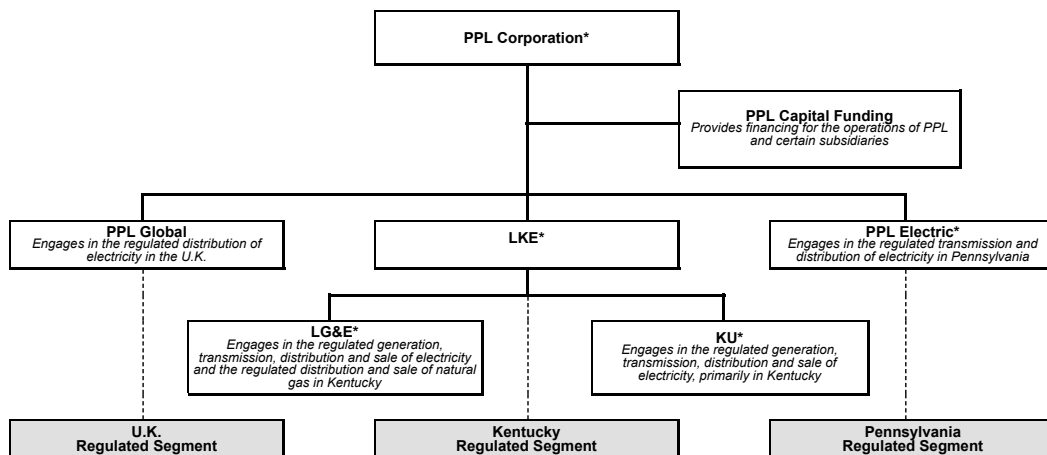 PPL Corporation*
PPL Capital Funding
Provides financing for the operations of PPL
and certain subsidiaries
PPL Global
Engages in the regulated distribution of
electricity in the U.K.
LKE*
PPL Electric*
Engages in the regulated transmission and
distribution of electricity in Pennsylvania
LG&E*
Engages in the regulated generation,
transmission, distribution and sale of electricity
and the regulated distribution and sale of natural
gas in Kentucky
KU*
Engages in the regulated generation,
transmission, distribution and sale of
electricity, primarily in Kentucky
U.K.
Regulated Segment
Kentucky
Regulated Segment
Pennsylvania
Regulated Segment